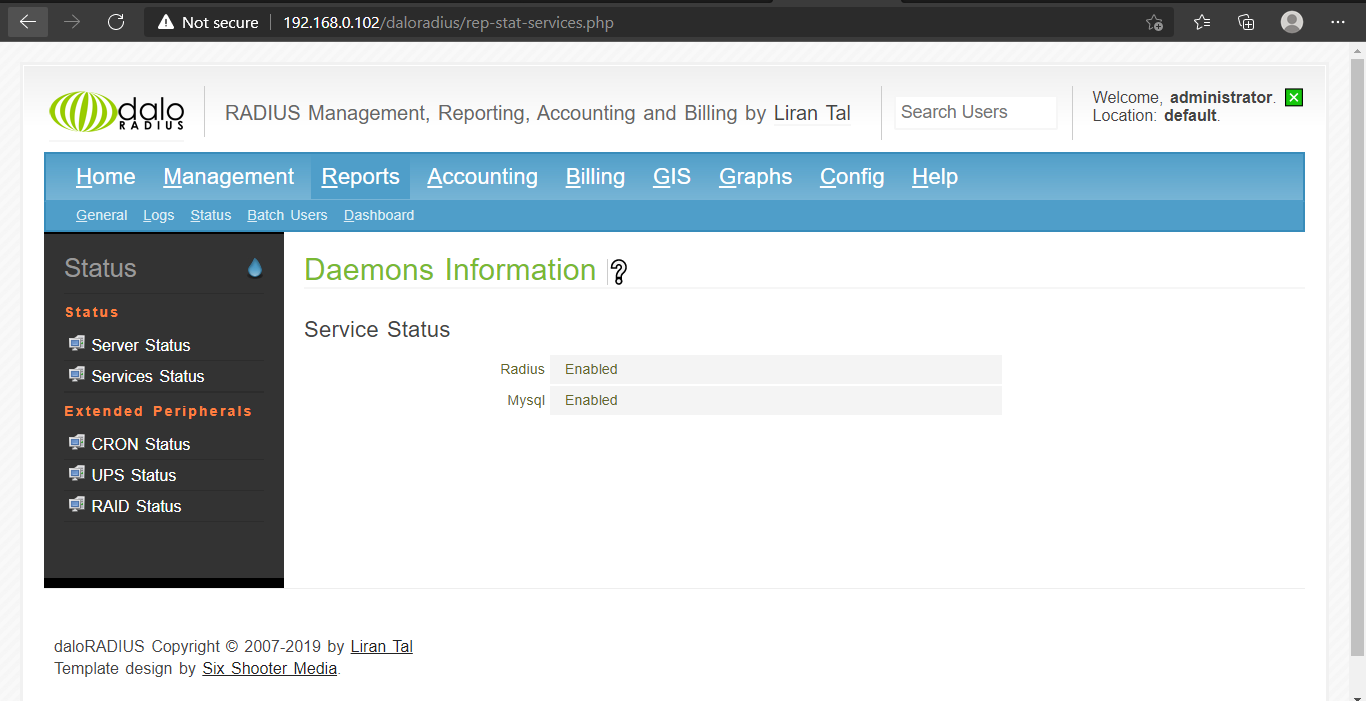 Not secure 192.168.0.102/daloradius/rep-stat-services.php
dalo
RADIUS
RADIUS Management, Reporting, Accounting and Billing by Liran Tal
Search Users
Welcome, administrator.
Location: default.
Home Management Reports Accounting Billing GIS Graphs Config Help
General Logs Status Batch Users Dashboard
Status
Status
Server Status
Services Status
Extended Peripherals
CRON Status
UPS Status
RAID Status
Daemons Information
Service Status
Radius Enabled
Mysql Enabled
daloRADIUS Copyright © 2007-2019 by Liran Tal
Template design by Six Shooter Media.